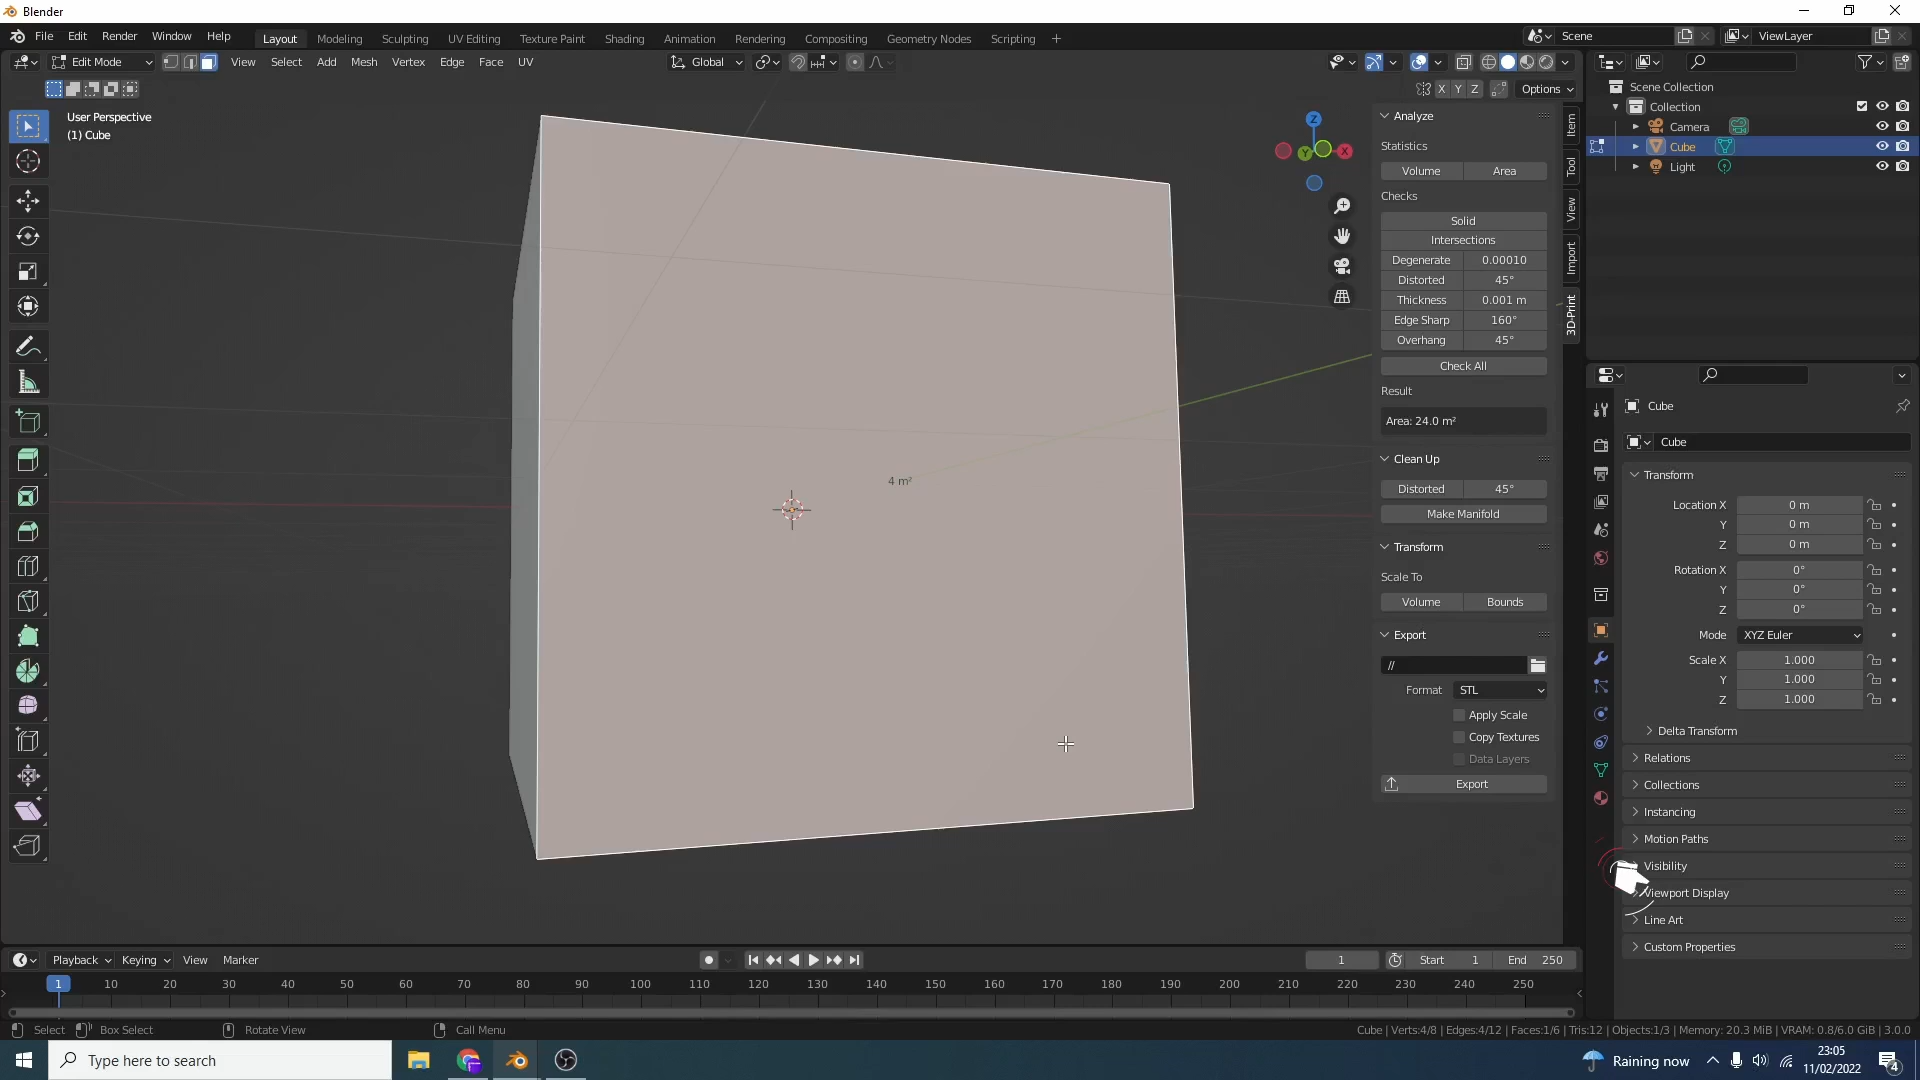 Blender
File Edit Render Window Help
Layout Modeling Sculpting UV Editing Texture Paint Shading Animation Rendering Compositing Geometry Nodes Scripting +
Scene
ViewLayer
Edit Mode
View Select Add Mesh Vertex Edge Face UV
Global
X Y Z
Options
User Perspective
(1) Cube
4 m²
Z
Y
X
Analyze
Statistics
Volume Area
Checks
Solid
Intersections
Degenerate 0.00010
Distorted 45°
Thickness 0.001 m
Edge Sharp 160°
Overhang 45°
Check All
Result
Area: 24.0 m²
Clean Up
Distorted 45°
Make Manifold
Transform
Scale To
Volume Bounds
Export
//
Format STL
Apply Scale
Copy Textures
Data Layers
Export
Item
Tool
View
Import
3D-Print
Scene Collection
Collection
Camera
Cube
Light
Cube
Cube
Transform
Location X 0 m
Y 0 m
Z 0 m
Rotation X 0°
Y 0°
Z 0°
Mode XYZ Euler
Scale X 1.000
Y 1.000
Z 1.000
Delta Transform
Relations
Collections
Instancing
Motion Paths
Visibility
Viewport Display
Line Art
Custom Properties
Playback Keying View Marker
1
Start 1
End 250
1 10 20 30 40 50 60 70 80 90 100 110 120 130 140 150 160 170 180 190 200 210 220 230 240 250
Select Box Select Rotate View Call Menu
Cube | Verts:4/8 | Edges:4/12 | Faces:1/6 | Tris:12 | Objects:1/3 | Memory: 20.3 MiB | VRAM: 0.8/6.0 GiB | 3.0.0
Type here to search
Raining now
23:05
11/02/2022
4